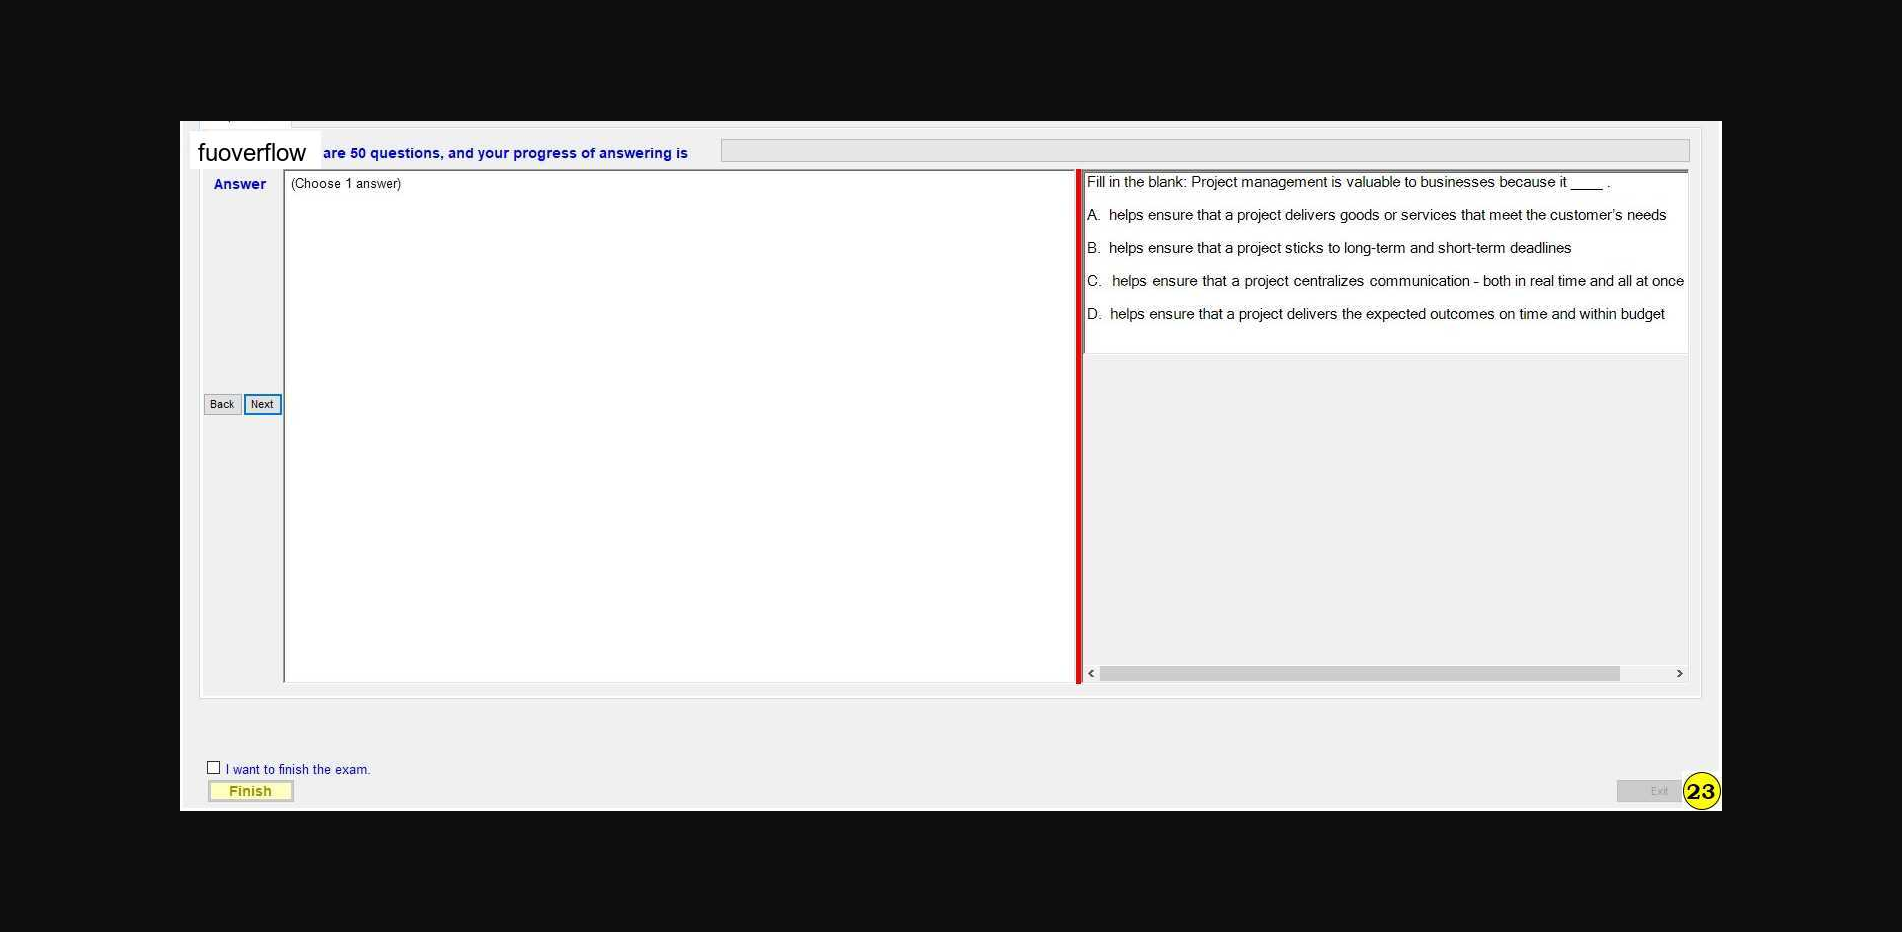 fuoverflow are 50 questions, and your progress of answering is
Answer
(Choose 1 answer)
Fill in the blank: Project management is valuable to businesses because it ____ .
A. helps ensure that a project delivers goods or services that meet the customer's needs
B. helps ensure that a project sticks to long-term and short-term deadlines
C. helps ensure that a project centralizes communication - both in real time and all at once
D. helps ensure that a project delivers the expected outcomes on time and within budget
Back Next
I want to finish the exam.
Finish
Exit
23